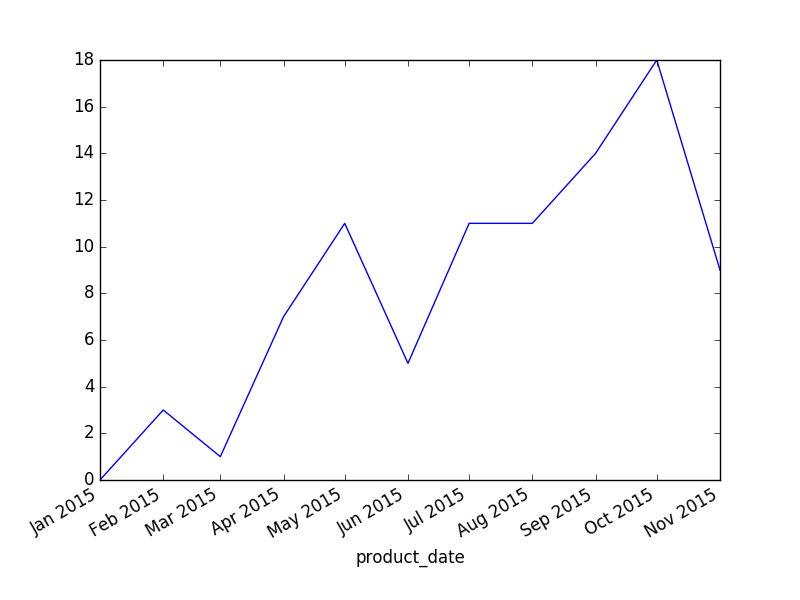 18
16
14
12
10
8
6
4
2
0
Jan 2015
Feb 2015
Mar 2015
Apr 2015
May 2015
Jun 2015
Jul 2015
Aug 2015
Sep 2015
Oct 2015
Nov 2015
product_date